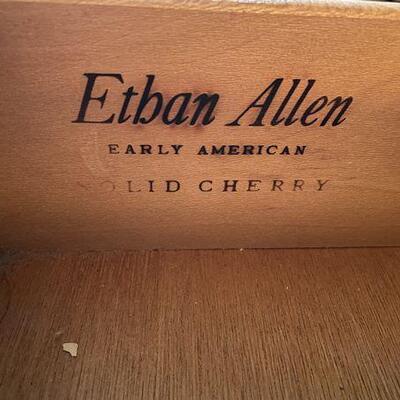 Ethan Allen
EARLY AMERICAN
SOLID CHERRY